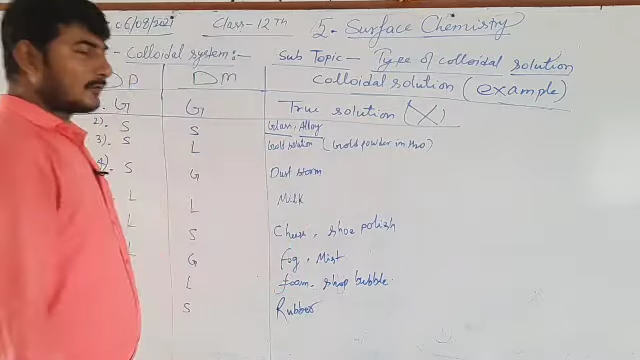 06/08/2021 Class-12TH 5. Surface Chemistry
- Colloidal System:- Sub Topic - Type of colloidal solution
DP DM Colloidal solution (example)
G G True solution (X)
2). S S Glass, Alloy
3). S L Gold solution (Gold powder in H2O)
4). S G Dust storm
L L Milk
L S Cheese, shoe polish
G Fog, Mist
L foam. shop bubble.
S Rubber